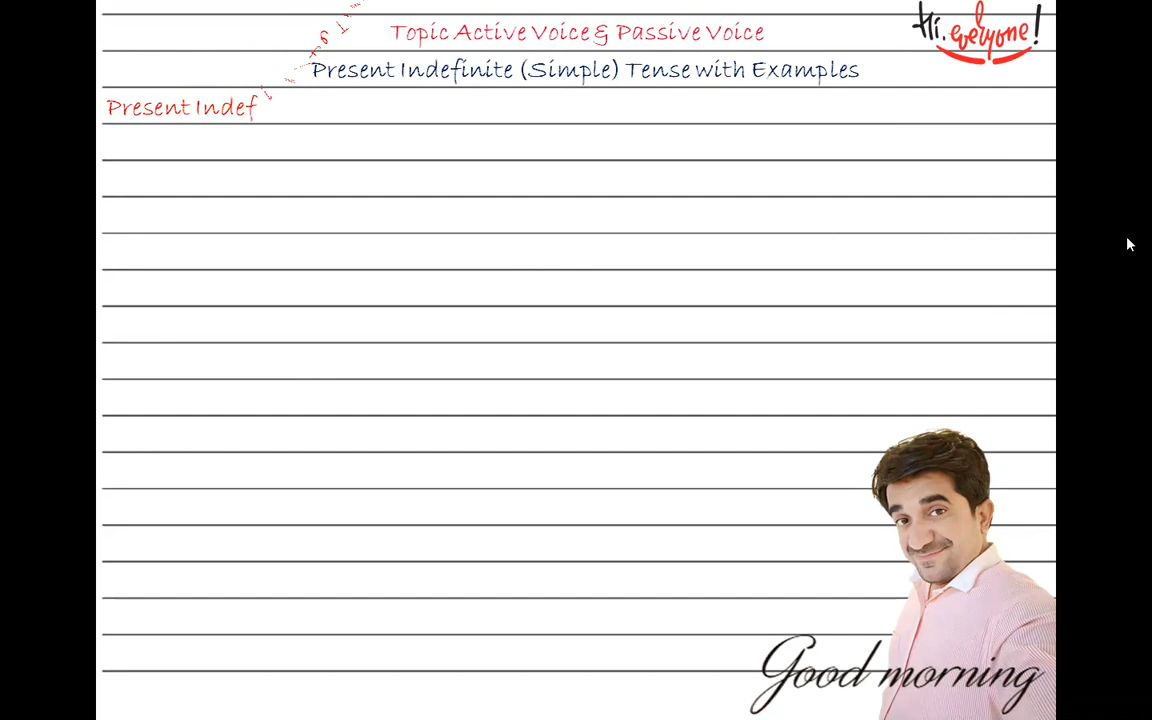 Topic Active Voice & Passive Voice
Hi, everyone!
Present Indefinite (Simple) Tense with Examples
Present Indef
Good morning